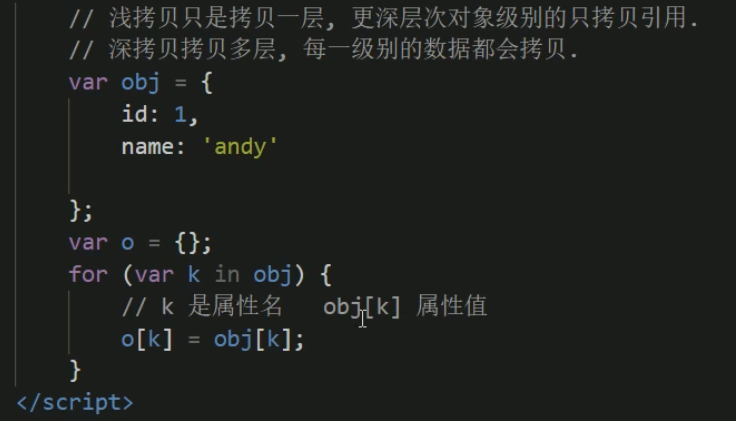 // 浅拷贝只是拷贝一层, 更深层次对象级别的只拷贝引用.
// 深拷贝拷贝多层, 每一级别的数据都会拷贝.
var obj = {
id: 1,
name: 'andy'
};
var o = {};
for (var k in obj) {
// k 是属性名 obj[k] 属性值
o[k] = obj[k];
}
</script>